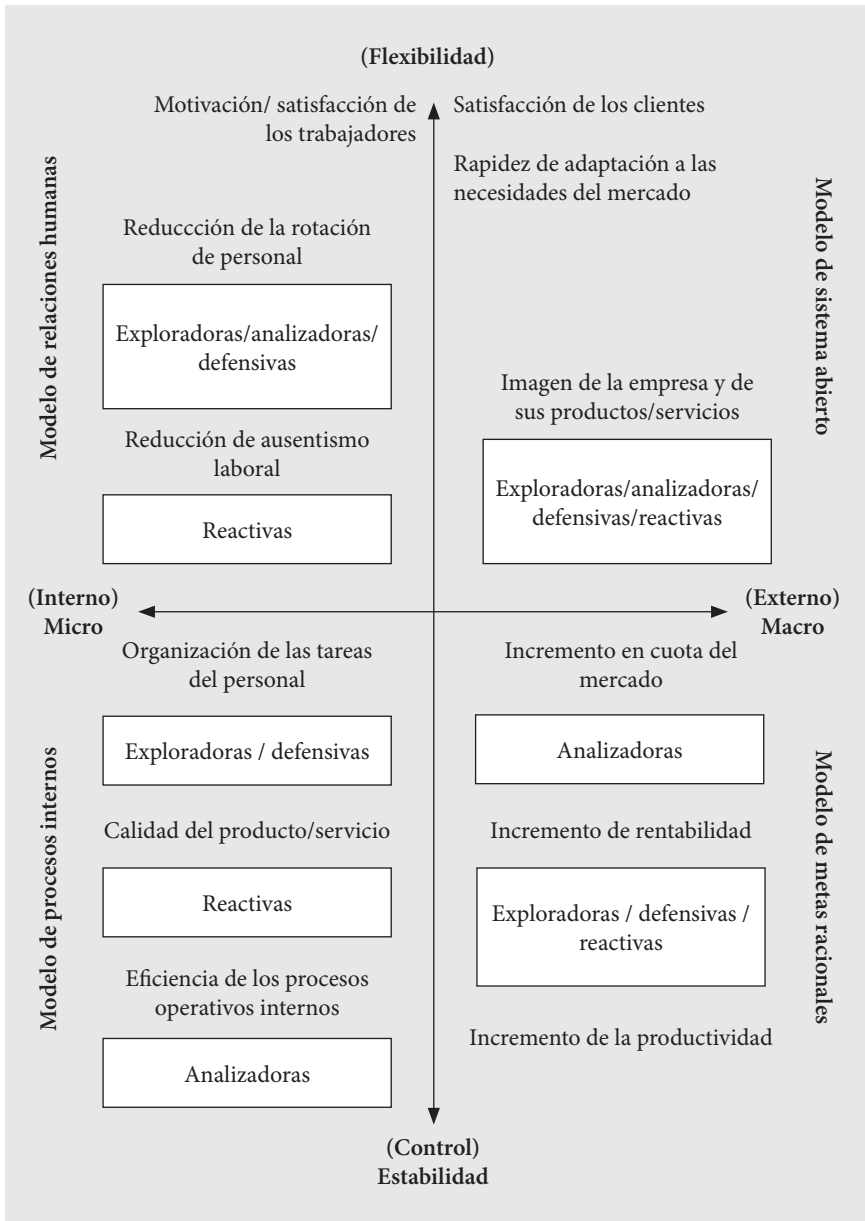 (Flexibilidad)
Motivación/ satisfacción de
los trabajadores
Satisfacción de los clientes
Rapidez de adaptación a las
necesidades del mercado
Modelo de relaciones humanas
Modelo de sistema abierto
Reduccción de la rotación
de personal
Exploradoras/analizadoras/
defensivas
Imagen de la empresa y de
sus productos/servicios
Reducción de ausentismo
laboral
Exploradoras/analizadoras/
defensivas/reactivas
Reactivas
(Interno)
Micro
(Externo)
Macro
Organización de las tareas
del personal
Incremento en cuota del
mercado
Exploradoras / defensivas
Analizadoras
Modelo de procesos internos
Modelo de metas racionales
Calidad del producto/servicio
Incremento de rentabilidad
Reactivas
Exploradoras / defensivas /
reactivas
Eficiencia de los procesos
operativos internos
Incremento de la productividad
Analizadoras
(Control)
Estabilidad